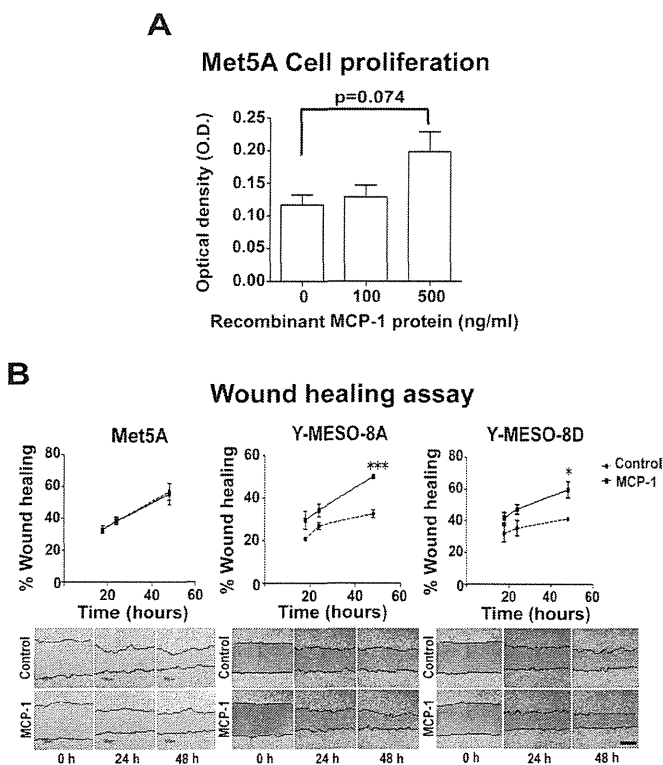 A
Met5A Cell proliferation
p=0.074
Optical density (O.D.)
0.25
0.20
0.15
0.10
0.05
0.00
0 100 500
Recombinant MCP-1 protein (ng/ml)
B
Wound healing assay
Met5A
% Wound healing
80
60
40
20
0
0 20 40 60
Time (hours)
Y-MESO-8A
% Wound healing
60
40
20
0
0 20 40 60
Time (hours)
***
Y-MESO-8D
% Wound healing
80
60
40
20
0
0 20 40 60
Time (hours)
*
Control
MCP-1
Control
MCP-1
0 h 24 h 48 h
Control
MCP-1
0 h 24 h 48 h
Control
MCP-1
0 h 24 h 48 h